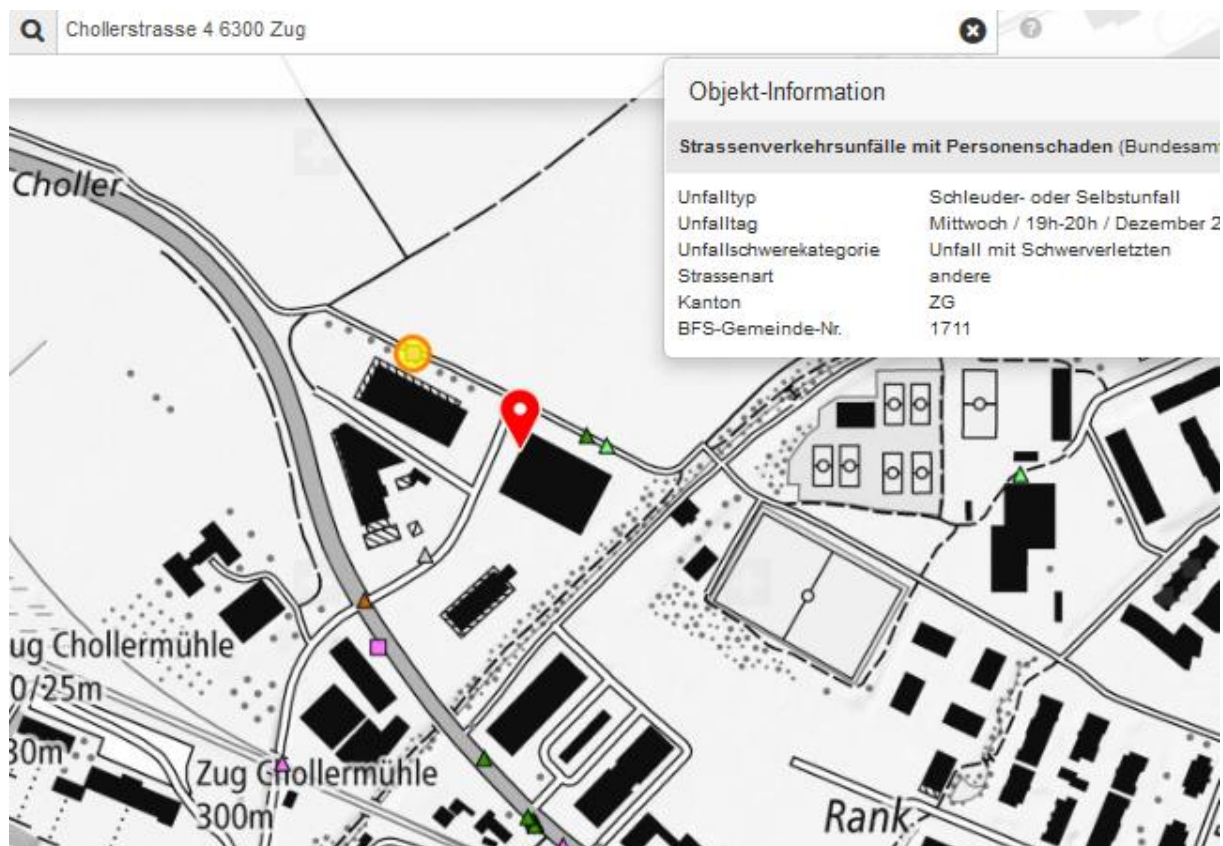 Chollerstrasse 4 6300 Zug
Objekt-Information
Strassenverkehrsunfälle mit Personenschaden (Bundesamt
Unfalltyp Schleuder- oder Selbstunfall
Unfalltag Mittwoch / 19h-20h / Dezember 2
Unfallschwerekategorie Unfall mit Schwerverletzten
Strassenart andere
Kanton ZG
BFS-Gemeinde-Nr. 1711
Choller
ug Chollermühle
0/25m
30m
Zug Chollermühle
300m
Rank